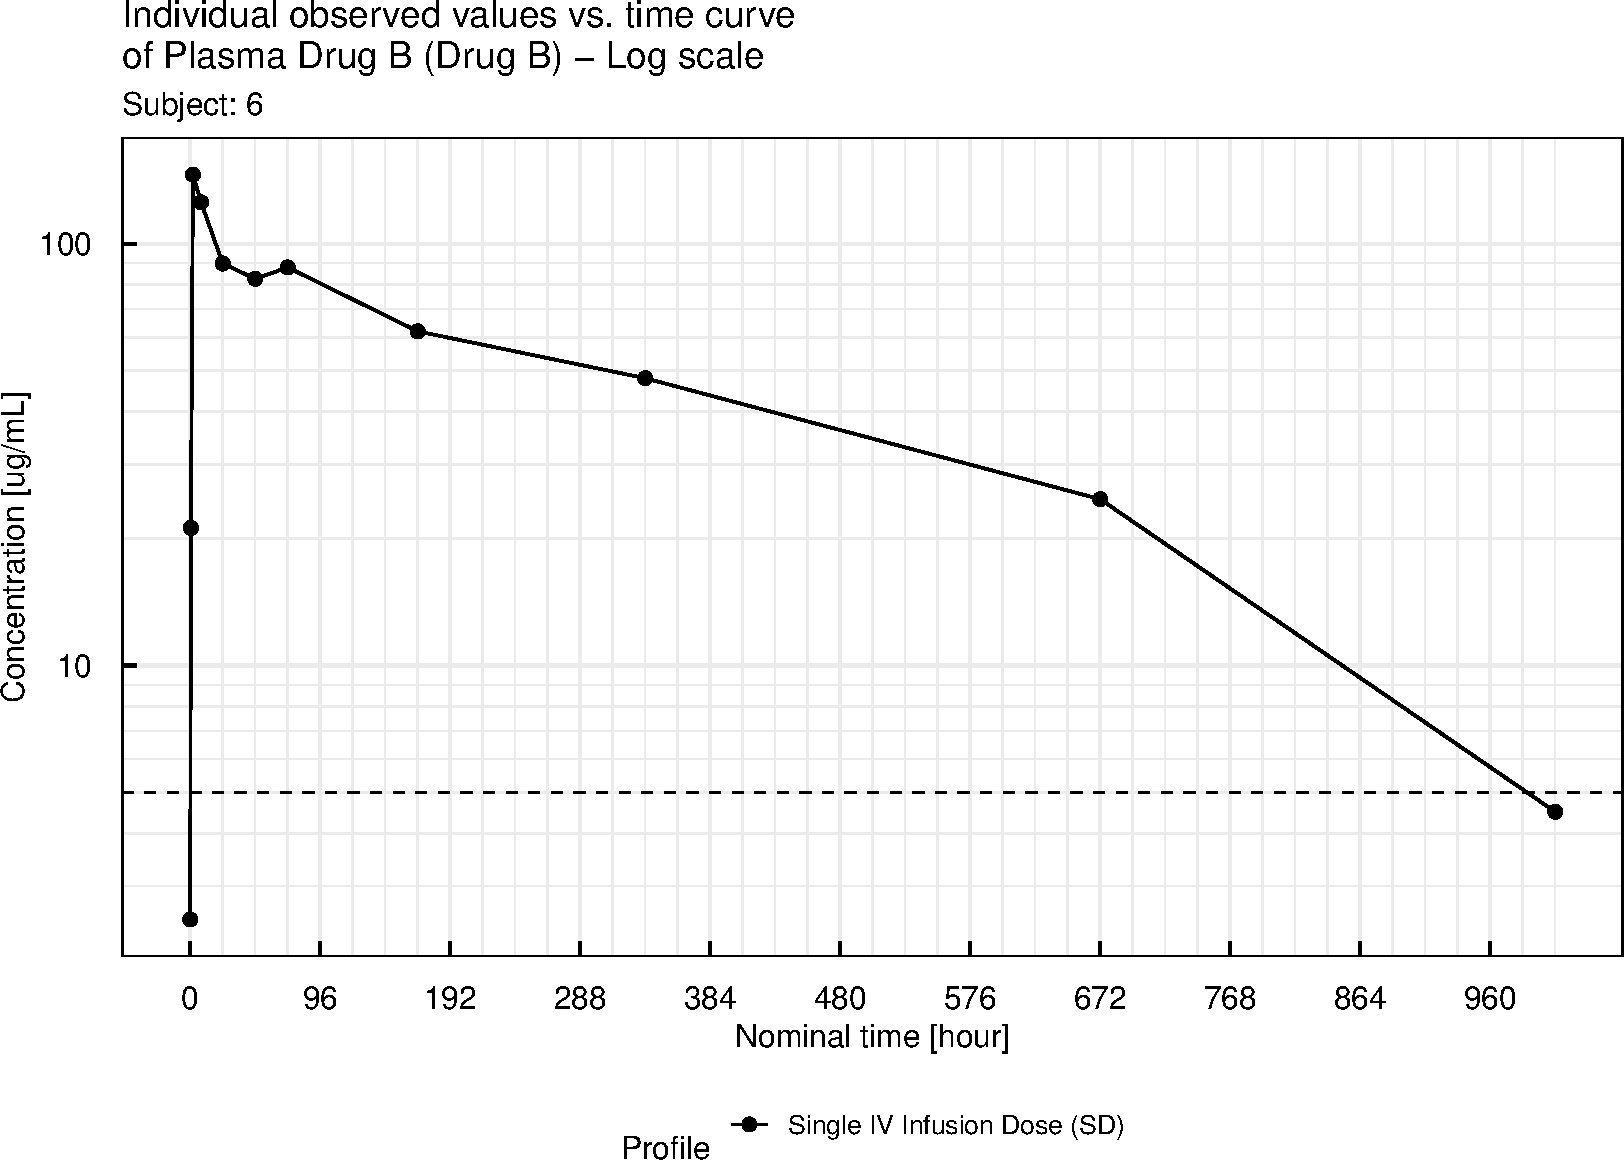 Individual observed values vs. time curve
of Plasma Drug B (Drug B) – Log scale
Subject: 6
Concentration [ug/mL]
100
10
0 96 192 288 384 480 576 672 768 864 960
Nominal time [hour]
Profile Single IV Infusion Dose (SD)